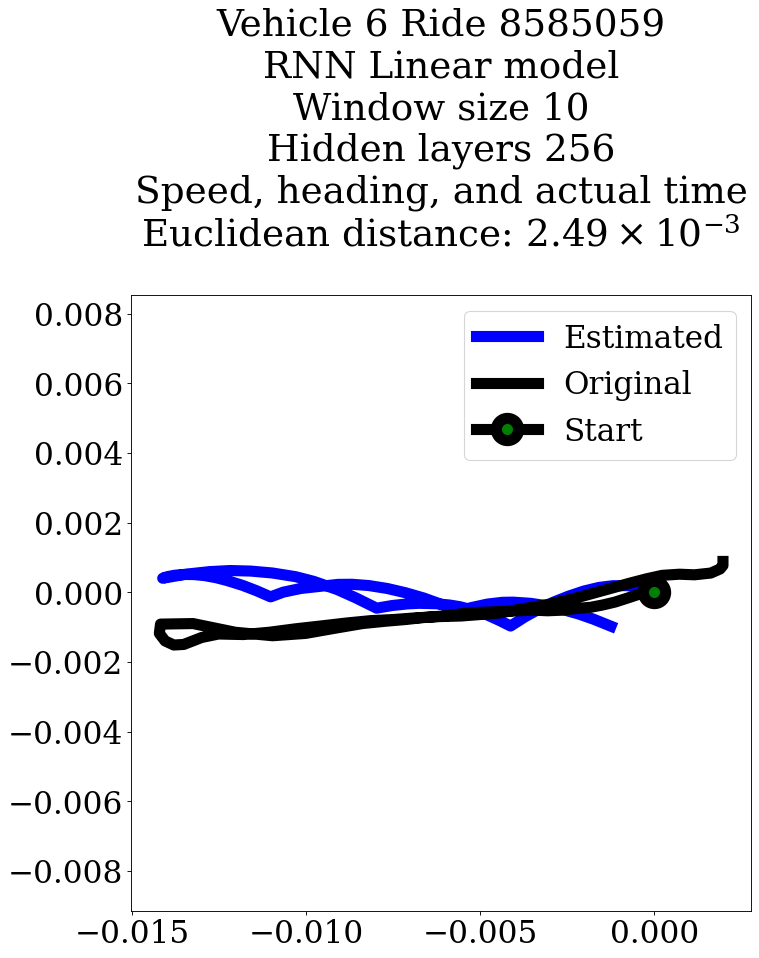 Vehicle 6 Ride 8585059
RNN Linear model
Window size 10
Hidden layers 256
Speed, heading, and actual time
Euclidean distance: 2.49 × 10⁻³
Estimated
Original
Start
0.008
0.006
0.004
0.002
0.000
−0.002
−0.004
−0.006
−0.008
−0.015 −0.010 −0.005 0.000